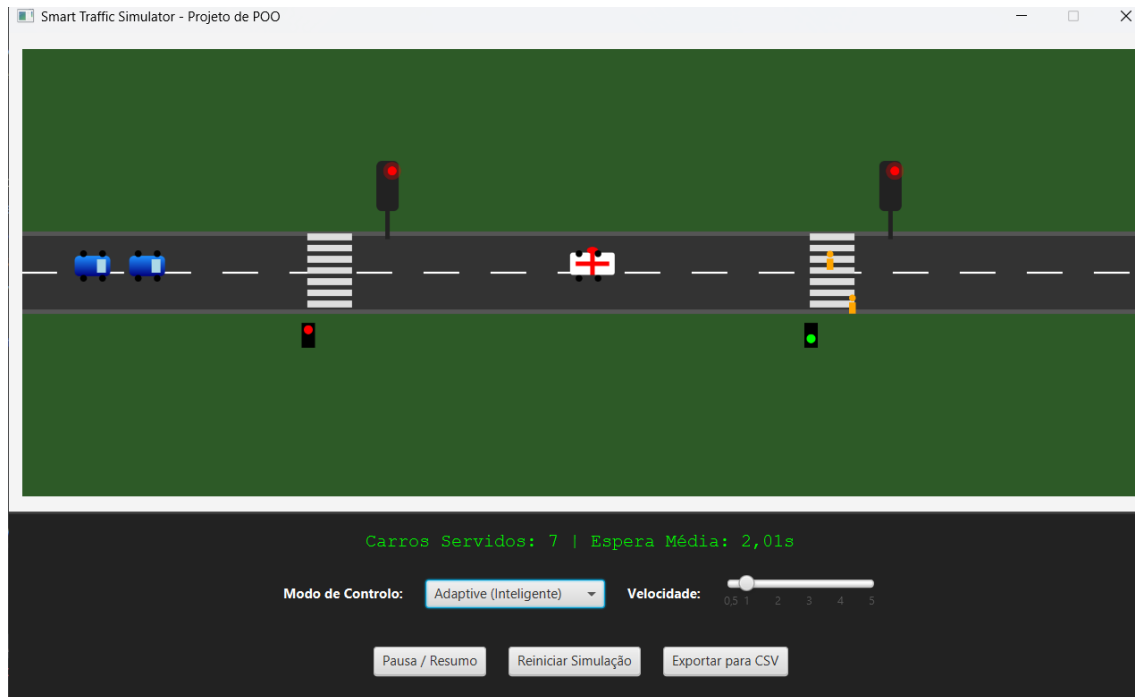 Smart Traffic Simulator - Projeto de POO
Carros Servidos: 7 | Espera Média: 2,01s
Modo de Controlo: Adaptive (Inteligente) Velocidade:
0,5 1 2 3 4 5
Pausa / Resumo Reiniciar Simulação Exportar para CSV